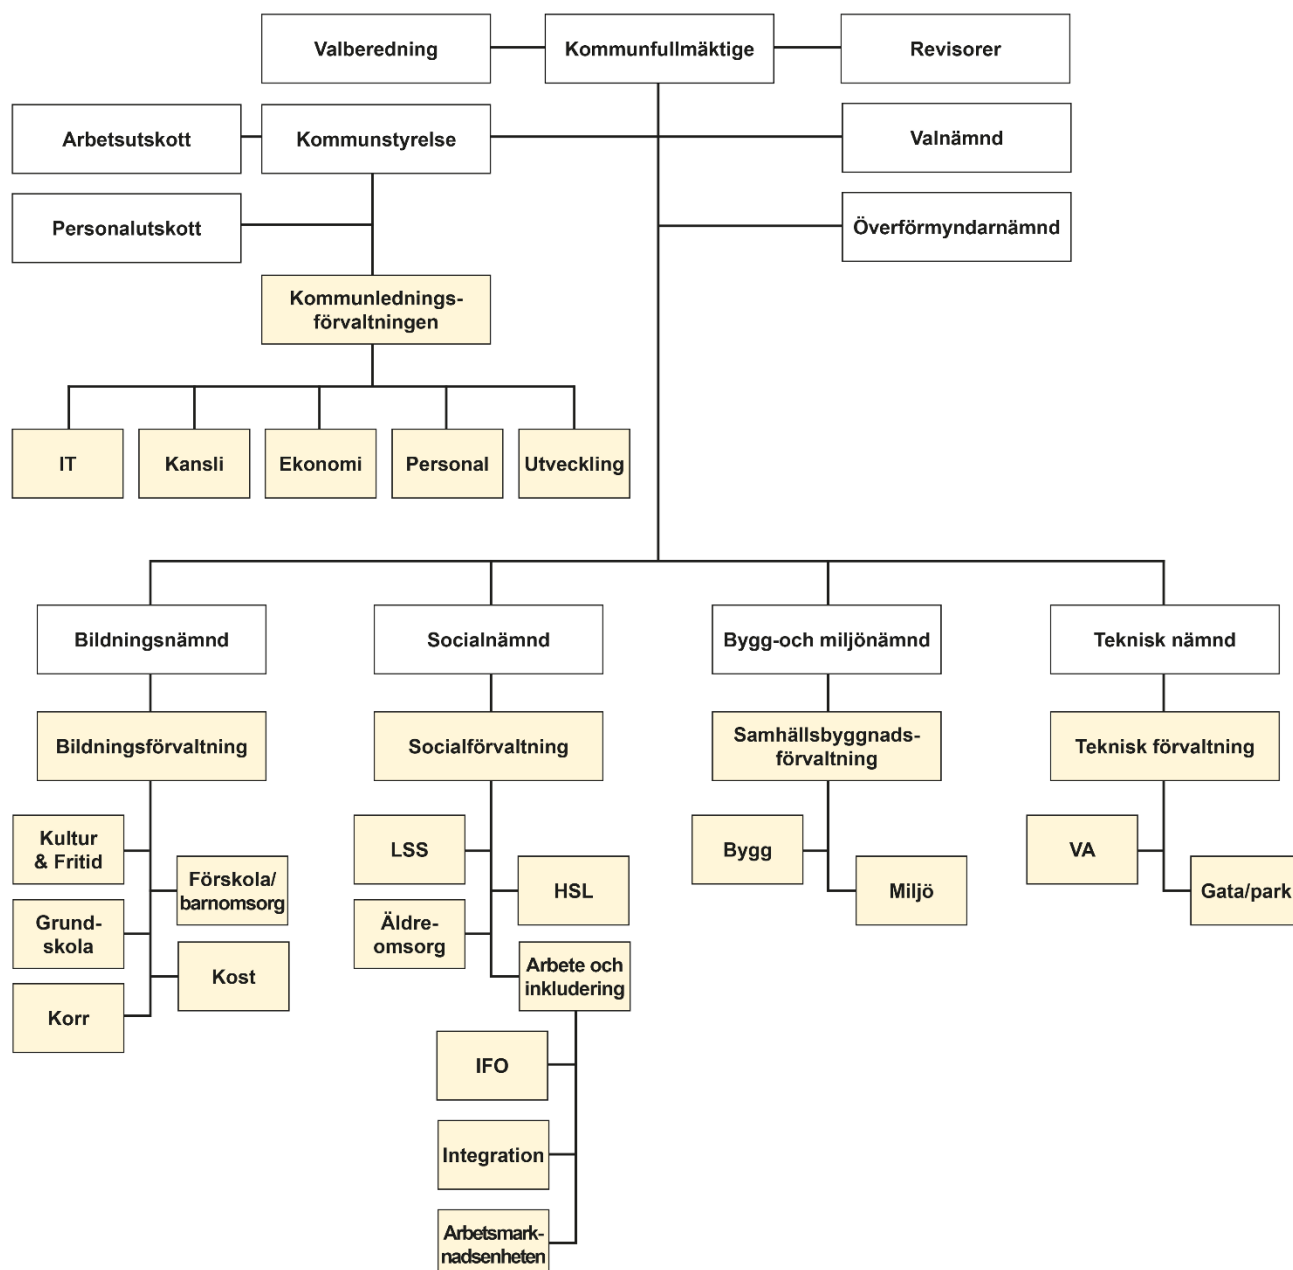 Valberedning
Kommunfullmäktige
Revisorer
Arbetsutskott
Kommunstyrelse
Valnämnd
Personalutskott
Överförmyndarnämnd
Kommunlednings-
förvaltningen
IT
Kansli
Ekonomi
Personal
Utveckling
Bildningsnämnd
Socialnämnd
Bygg-och miljönämnd
Teknisk nämnd
Bildningsförvaltning
Socialförvaltning
Samhällsbyggnads-
förvaltning
Teknisk förvaltning
Kultur
& Fritid
Förskola/
barnomsorg
Grund-
skola
Kost
Korr
LSS
HSL
Äldre-
omsorg
Arbete och
inkludering
IFO
Integration
Arbetsmark-
nadsenheten
Bygg
Miljö
VA
Gata/park